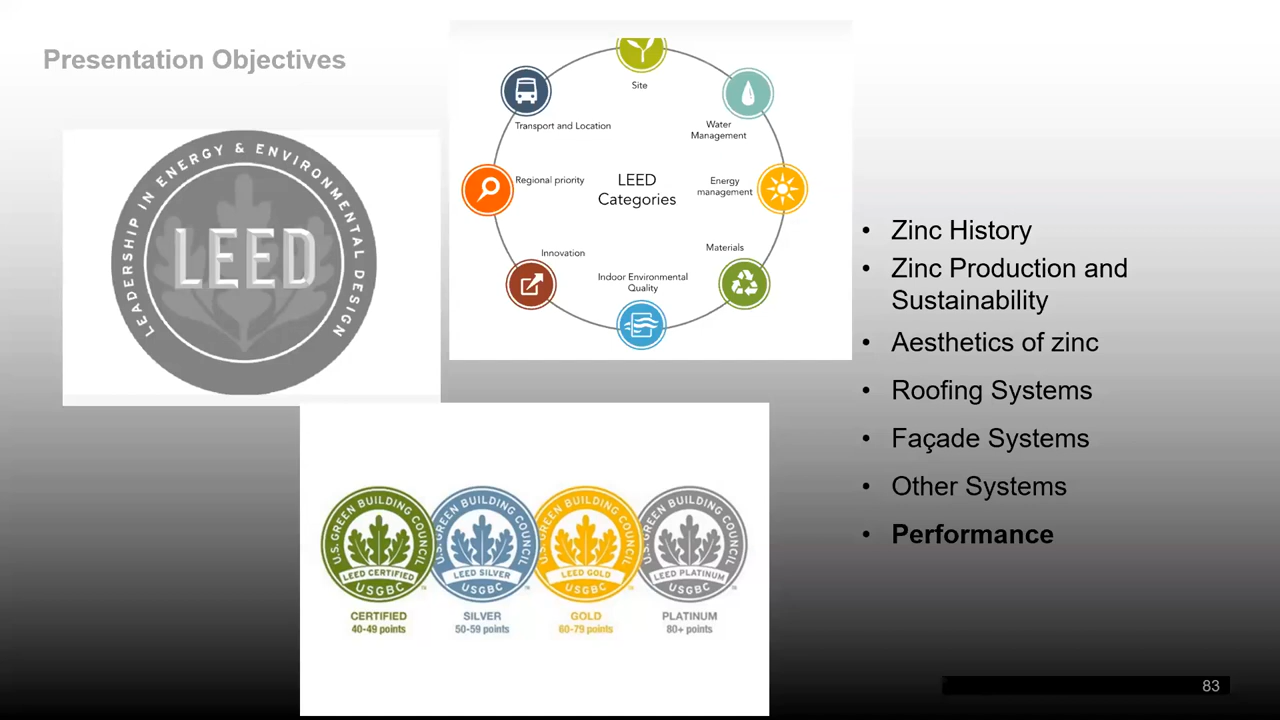 Presentation Objectives
LEADERSHIP IN ENERGY & ENVIRONMENTAL DESIGN
LEED
Site
Transport and Location
Water
Management
Regional priority
LEED
Categories
Energy
management
Innovation
Materials
Indoor Environmental
Quality
• Zinc History
• Zinc Production and
Sustainability
• Aesthetics of zinc
• Roofing Systems
• Façade Systems
• Other Systems
• Performance
U.S. GREEN BUILDING COUNCIL
LEED CERTIFIED
USGBC
CERTIFIED
40-49 points
U.S. GREEN BUILDING COUNCIL
LEED SILVER
USGBC
SILVER
50-59 points
U.S. GREEN BUILDING COUNCIL
LEED GOLD
USGBC
GOLD
60-79 points
U.S. GREEN BUILDING COUNCIL
LEED PLATINUM
USGBC
PLATINUM
80+ points
83